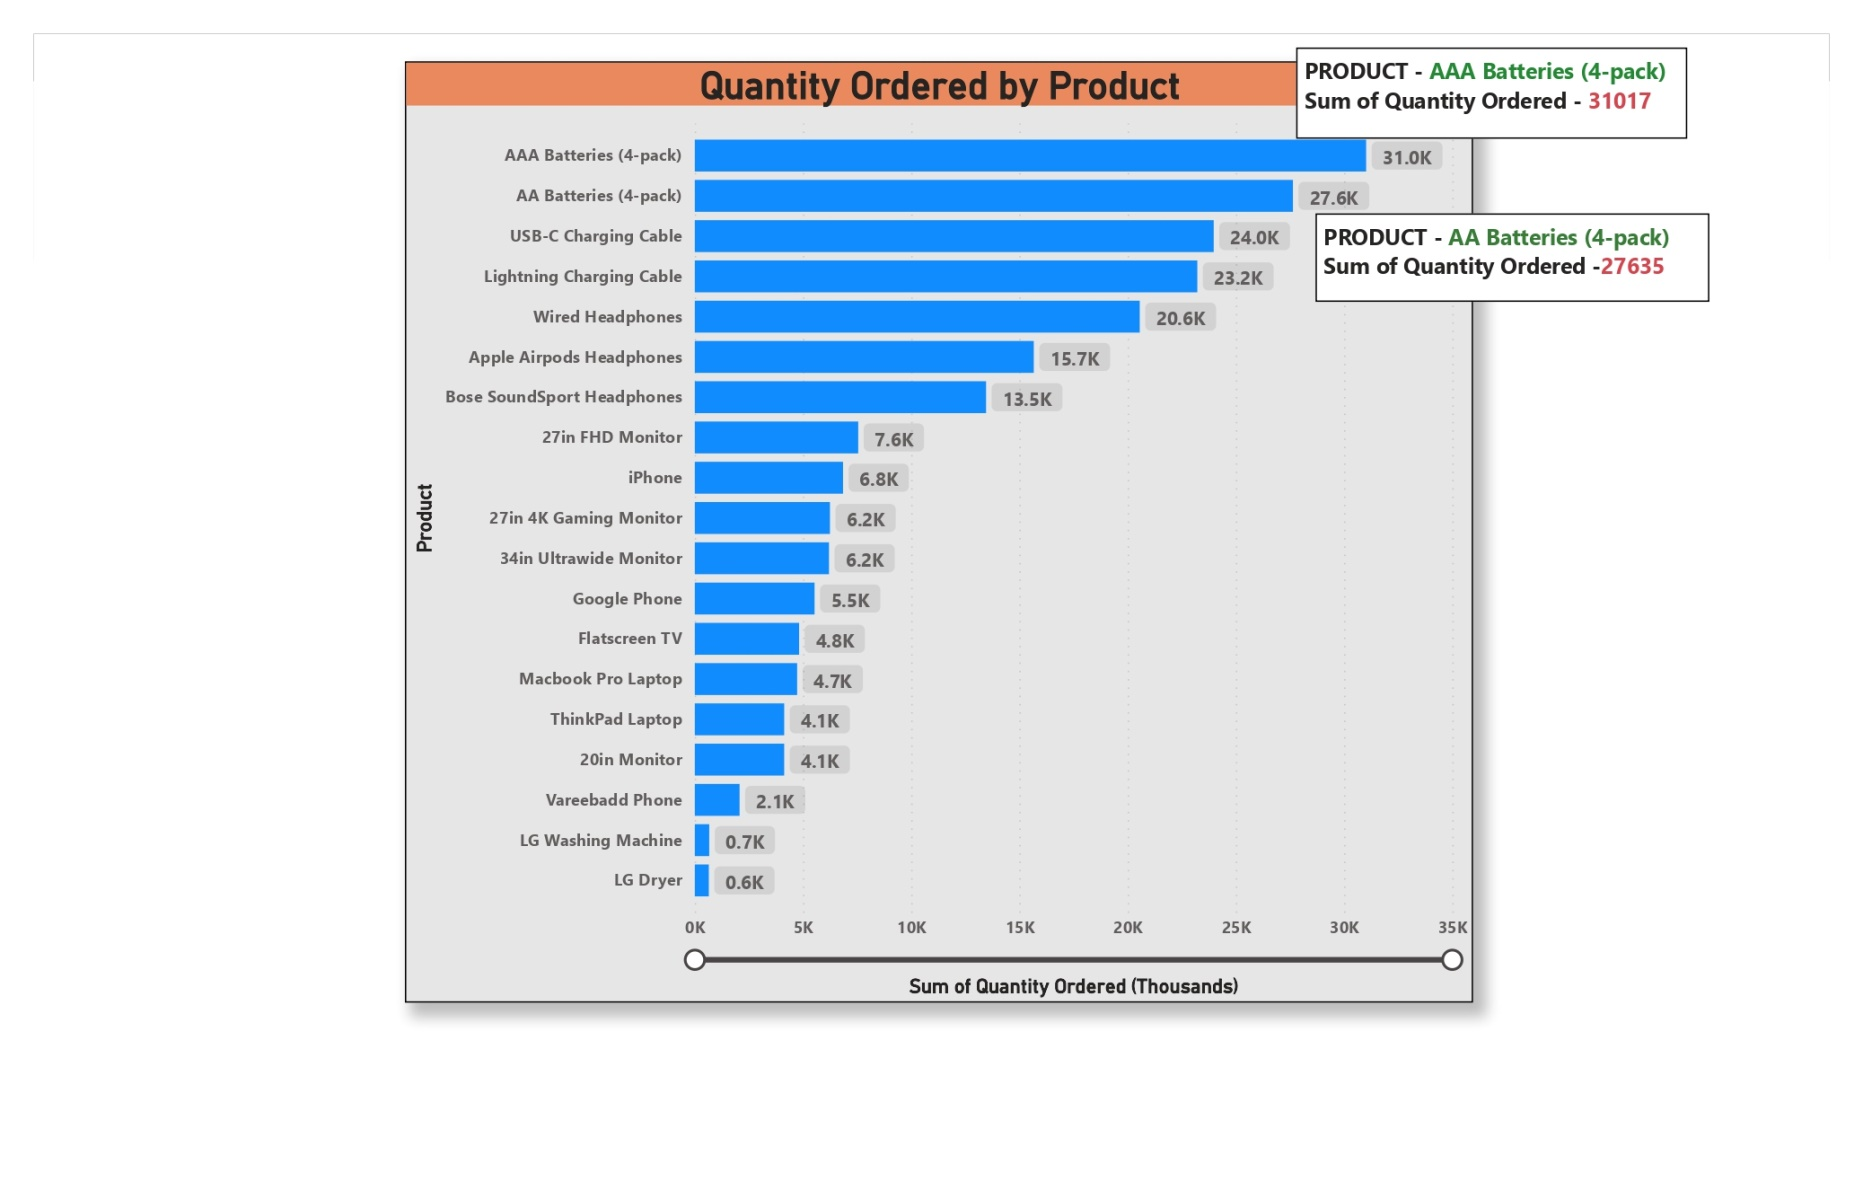 Quantity Ordered by Product
PRODUCT - AAA Batteries (4-pack)
Sum of Quantity Ordered - 31017
AAA Batteries (4-pack) 31.0K
AA Batteries (4-pack) 27.6K
PRODUCT - AA Batteries (4-pack)
Sum of Quantity Ordered -27635
USB-C Charging Cable 24.0K
Lightning Charging Cable 23.2K
Wired Headphones 20.6K
Apple Airpods Headphones 15.7K
Bose SoundSport Headphones 13.5K
27in FHD Monitor 7.6K
iPhone 6.8K
27in 4K Gaming Monitor 6.2K
34in Ultrawide Monitor 6.2K
Google Phone 5.5K
Flatscreen TV 4.8K
Macbook Pro Laptop 4.7K
ThinkPad Laptop 4.1K
20in Monitor 4.1K
Vareebadd Phone 2.1K
LG Washing Machine 0.7K
LG Dryer 0.6K
Product
0K 5K 10K 15K 20K 25K 30K 35K
Sum of Quantity Ordered (Thousands)